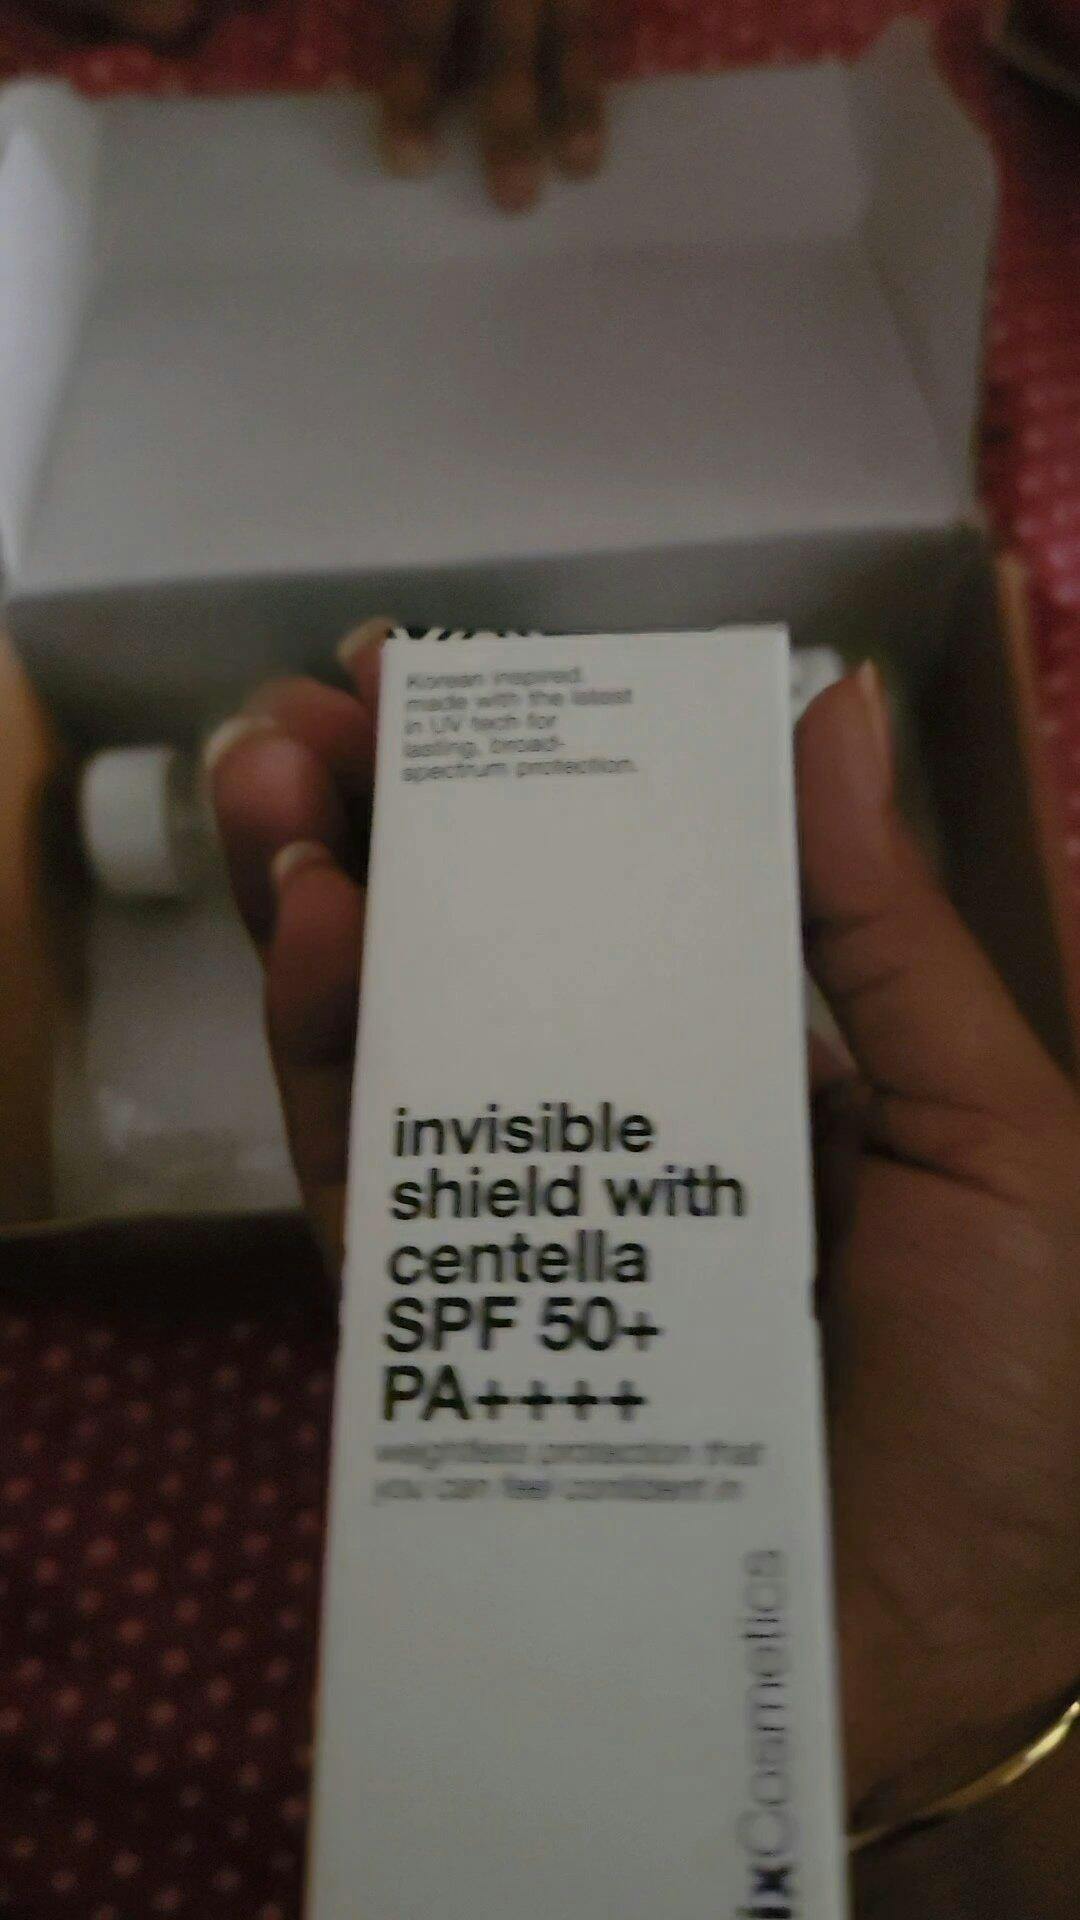 Korean inspired.
made with the latest
in UV tech for
lasting, broad-
spectrum protection.
invisible
shield with
centella
SPF 50+
PA++++
weightless protection that
you can feel confident in
ixCosmetics